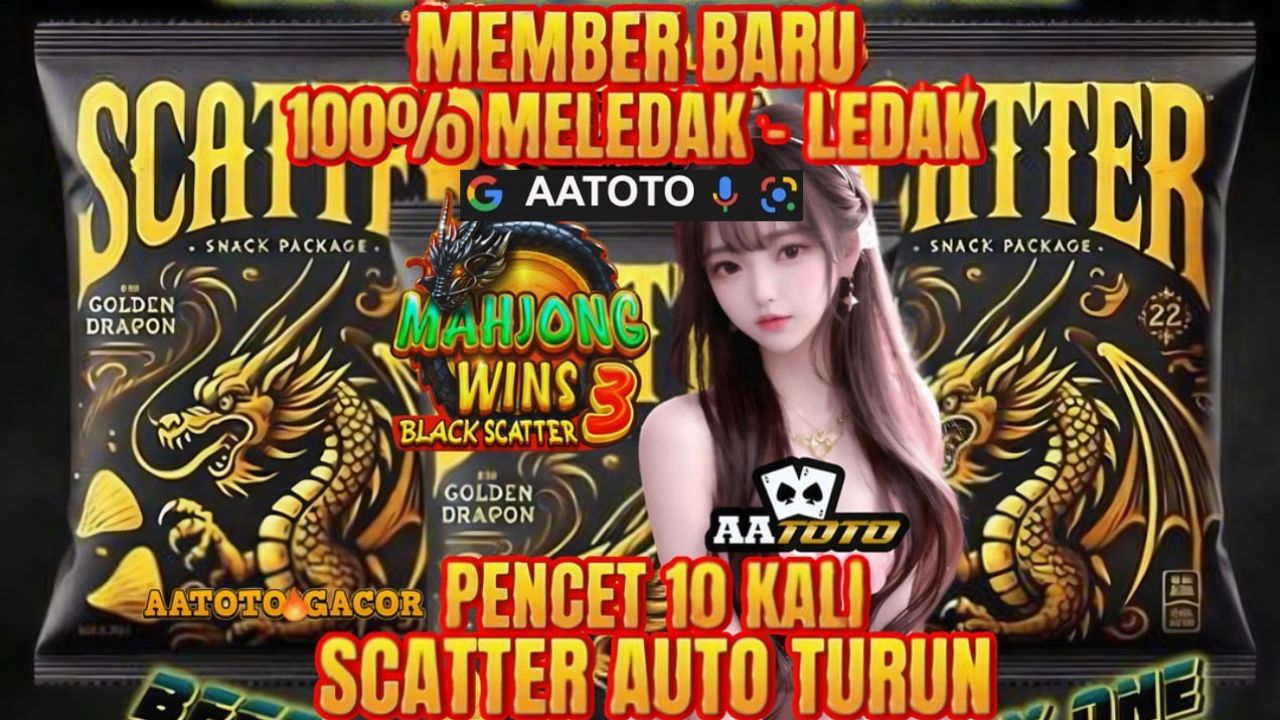 MEMBER BARU
100% MELEDAK - LEDAK
G AATOTO
SCATTER
SNACK PACKAGE
GOLDEN
DRAPON
MAHJONG
WINS 3
BLACK SCATTER
GOLDEN
DRAPON
SCATTER
SNACK PACKAGE
22
AATOTO
AATOTO GACOR
PENCET 10 KALI
SCATTER AUTO TURUN